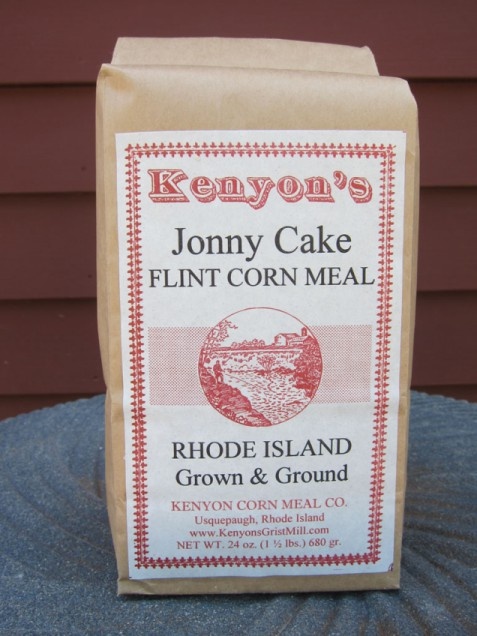 Kenyon's
Jonny Cake
FLINT CORN MEAL
RHODE ISLAND
Grown & Ground
KENYON CORN MEAL CO.
Usquepaugh, Rhode Island
www.KenyonsGristMill.com
NET WT. 24 oz. (1 ½ lbs.) 680 gr.